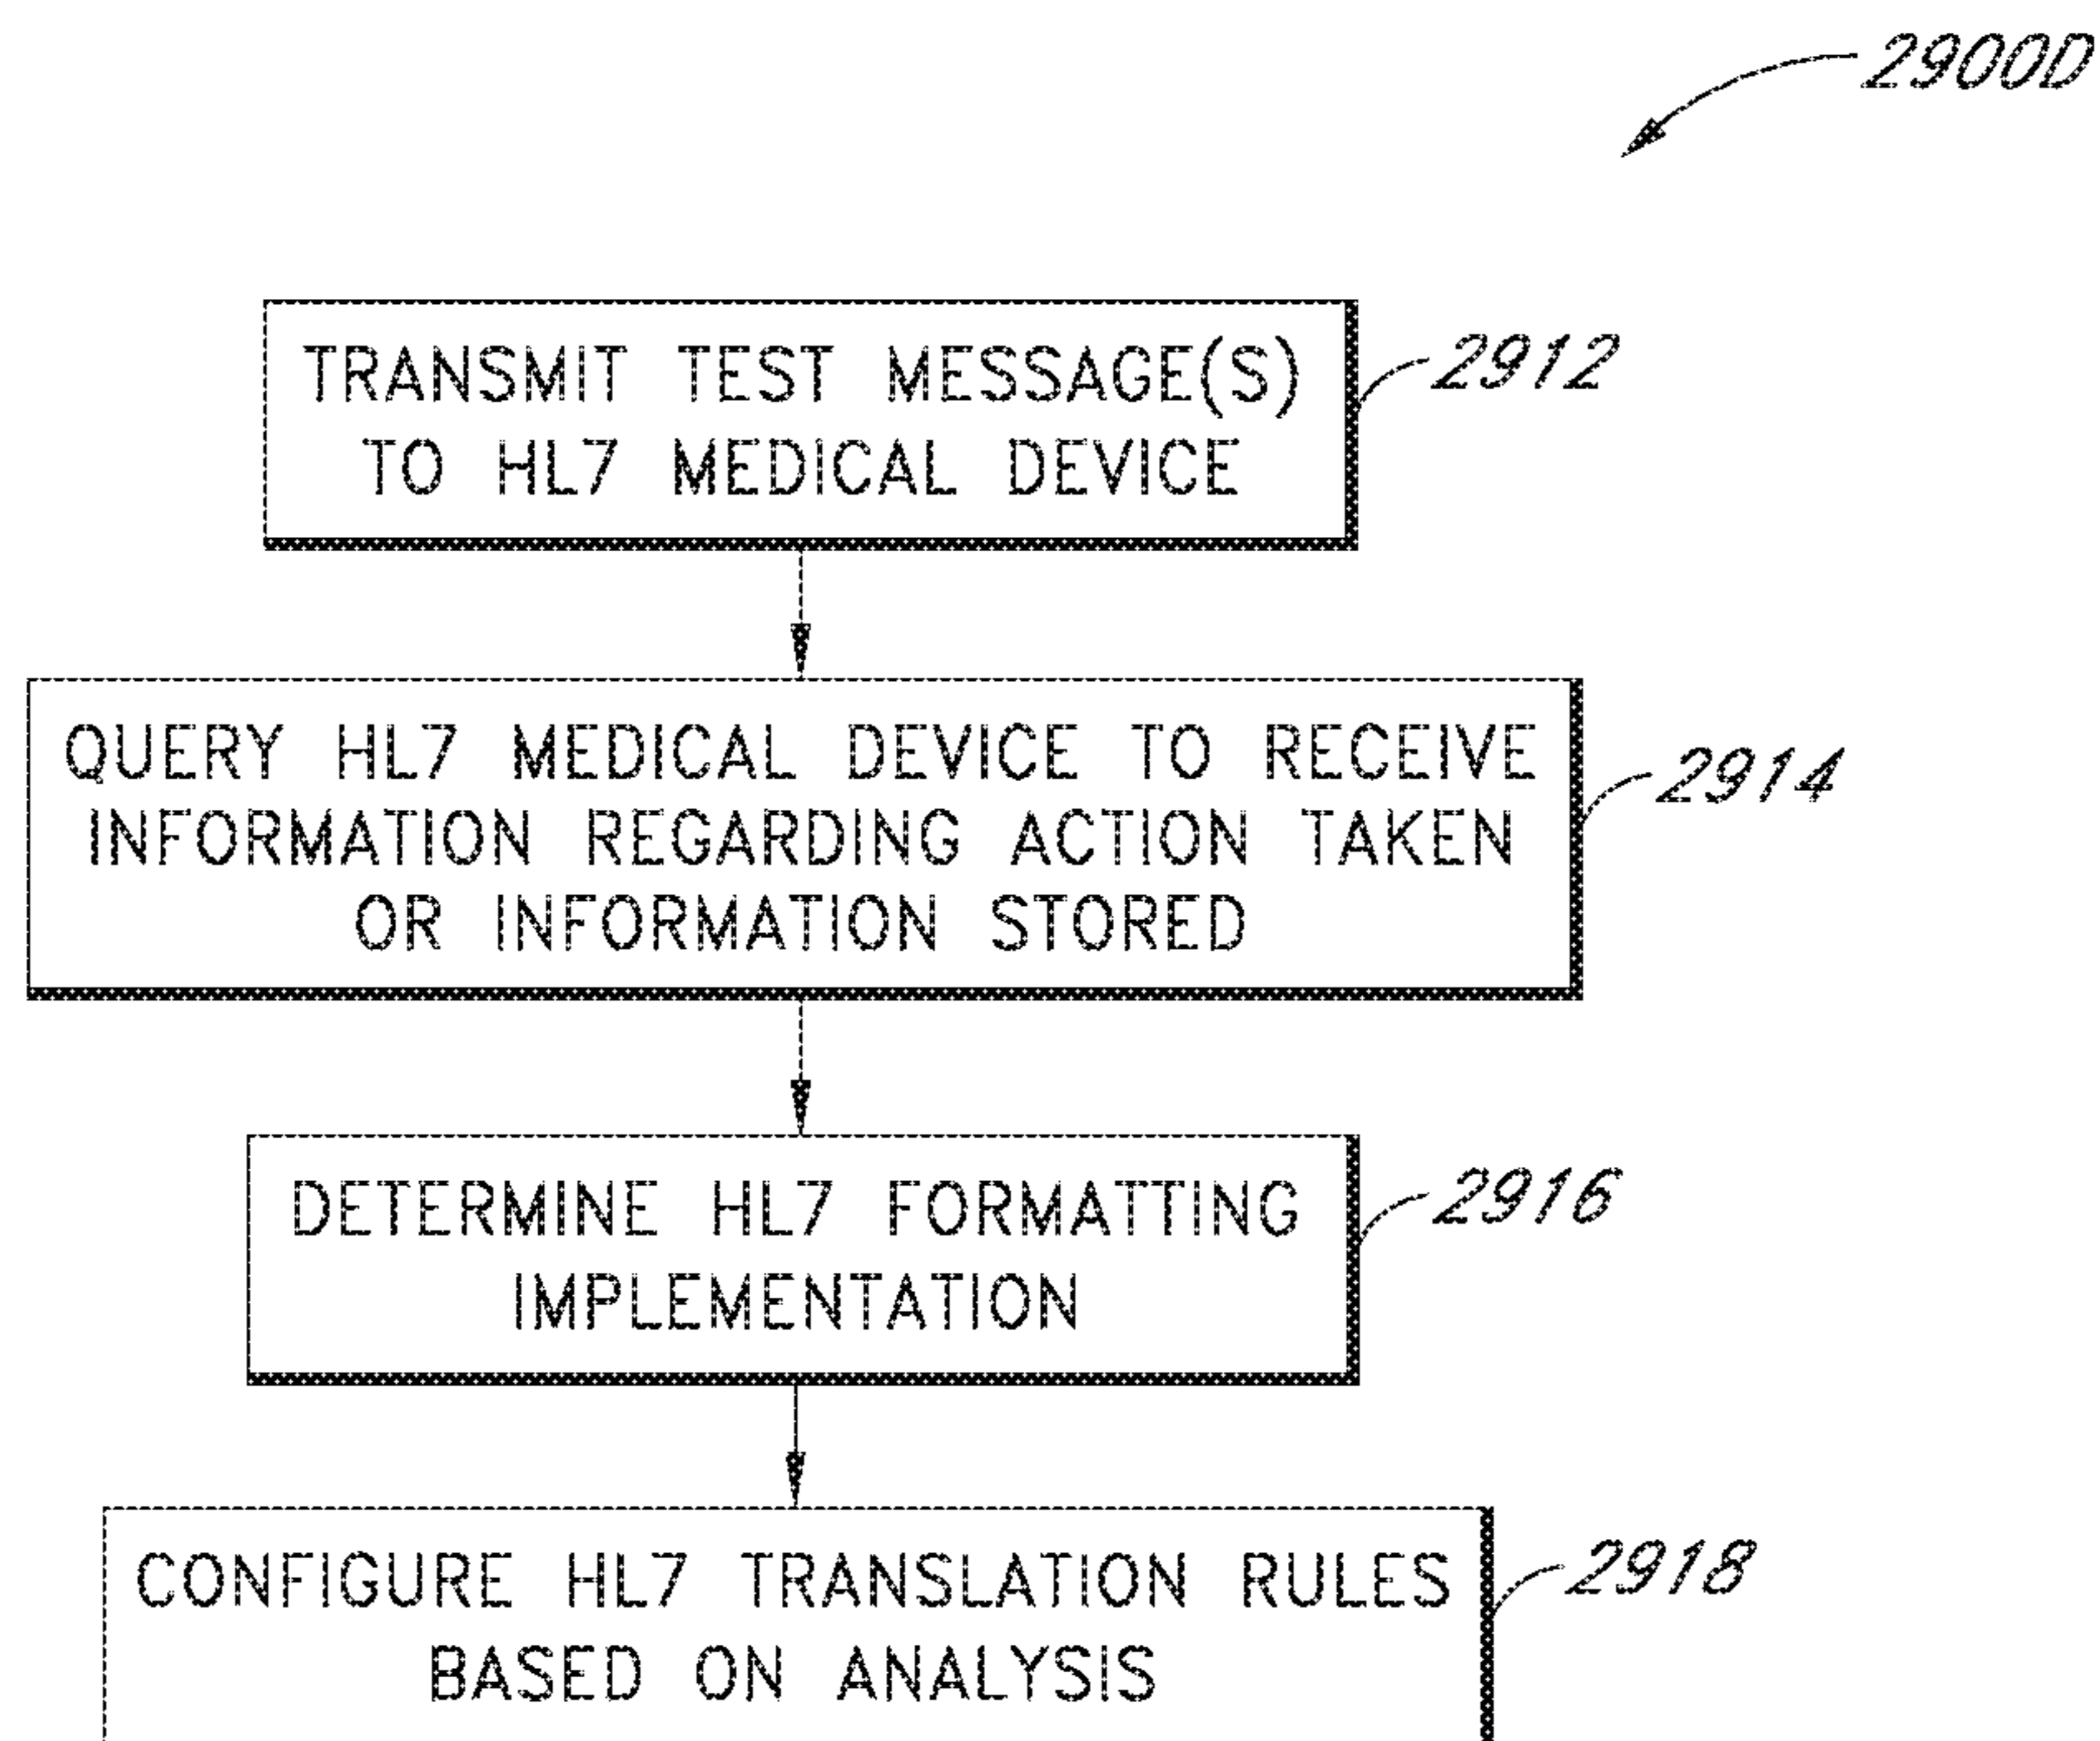 2900D
TRANSMIT TEST MESSAGE(S)
TO HL7 MEDICAL DEVICE
2912
QUERY HL7 MEDICAL DEVICE TO RECEIVE
INFORMATION REGARDING ACTION TAKEN
OR INFORMATION STORED
2914
DETERMINE HL7 FORMATTING
IMPLEMENTATION
2916
CONFIGURE HL7 TRANSLATION RULES
BASED ON ANALYSIS
2918